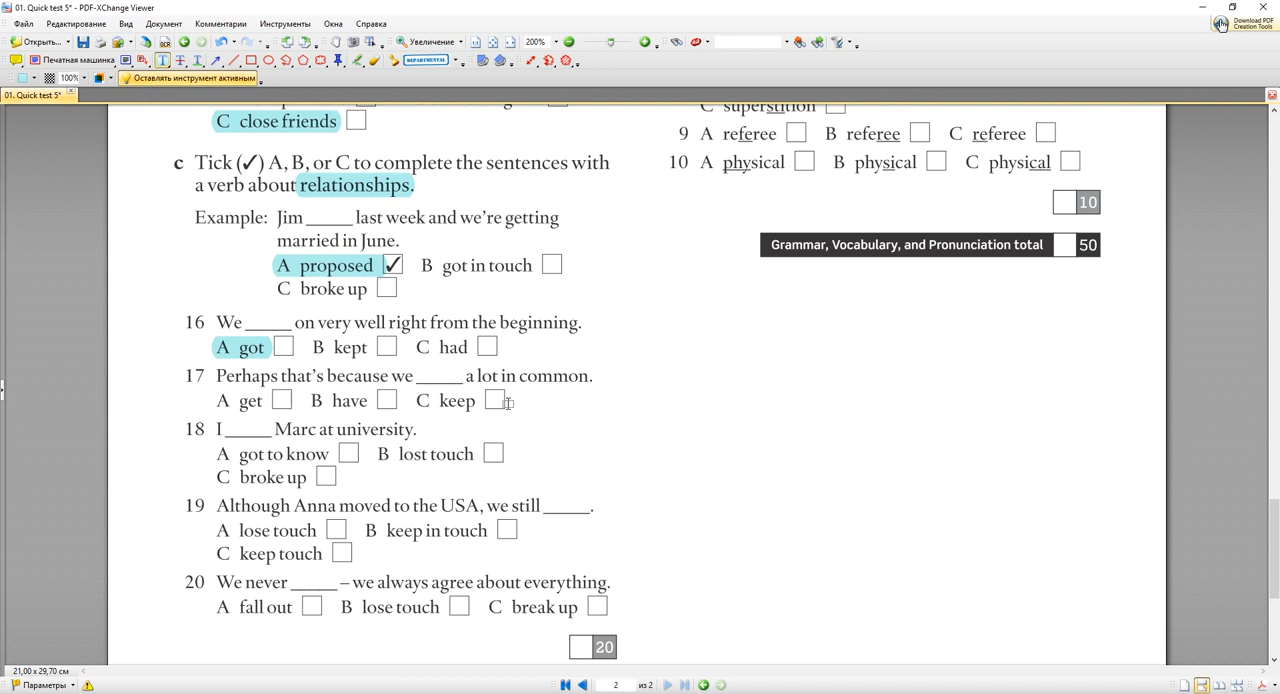 01. Quick test 5* - PDF-XChange Viewer
Файл Редактирование Вид Документ Комментарии Инструменты Окна Справка
Download PDF
Creation Tools
Открыть... OCR Увеличение 200%
Печатная машинка DEPARTMENTAL
100% Оставлять инструмент активным
01. Quick test 5*
C close friends
c Tick (✓) A, B, or C to complete the sentences with
a verb about relationships.
Example: Jim _____ last week and we're getting
married in June.
A proposed ✓ B got in touch
C broke up
16 We _____ on very well right from the beginning.
A got B kept C had
17 Perhaps that's because we _____ a lot in common.
A get B have C keep
18 I _____ Marc at university.
A got to know B lost touch
C broke up
19 Although Anna moved to the USA, we still _____.
A lose touch B keep in touch
C keep touch
20 We never _____ – we always agree about everything.
A fall out B lose touch C break up
20
C superstition
9 A referee B referee C referee
10 A physical B physical C physical
10
Grammar, Vocabulary, and Pronunciation total 50
21,00 x 29,70 см
Параметры 2 из 2